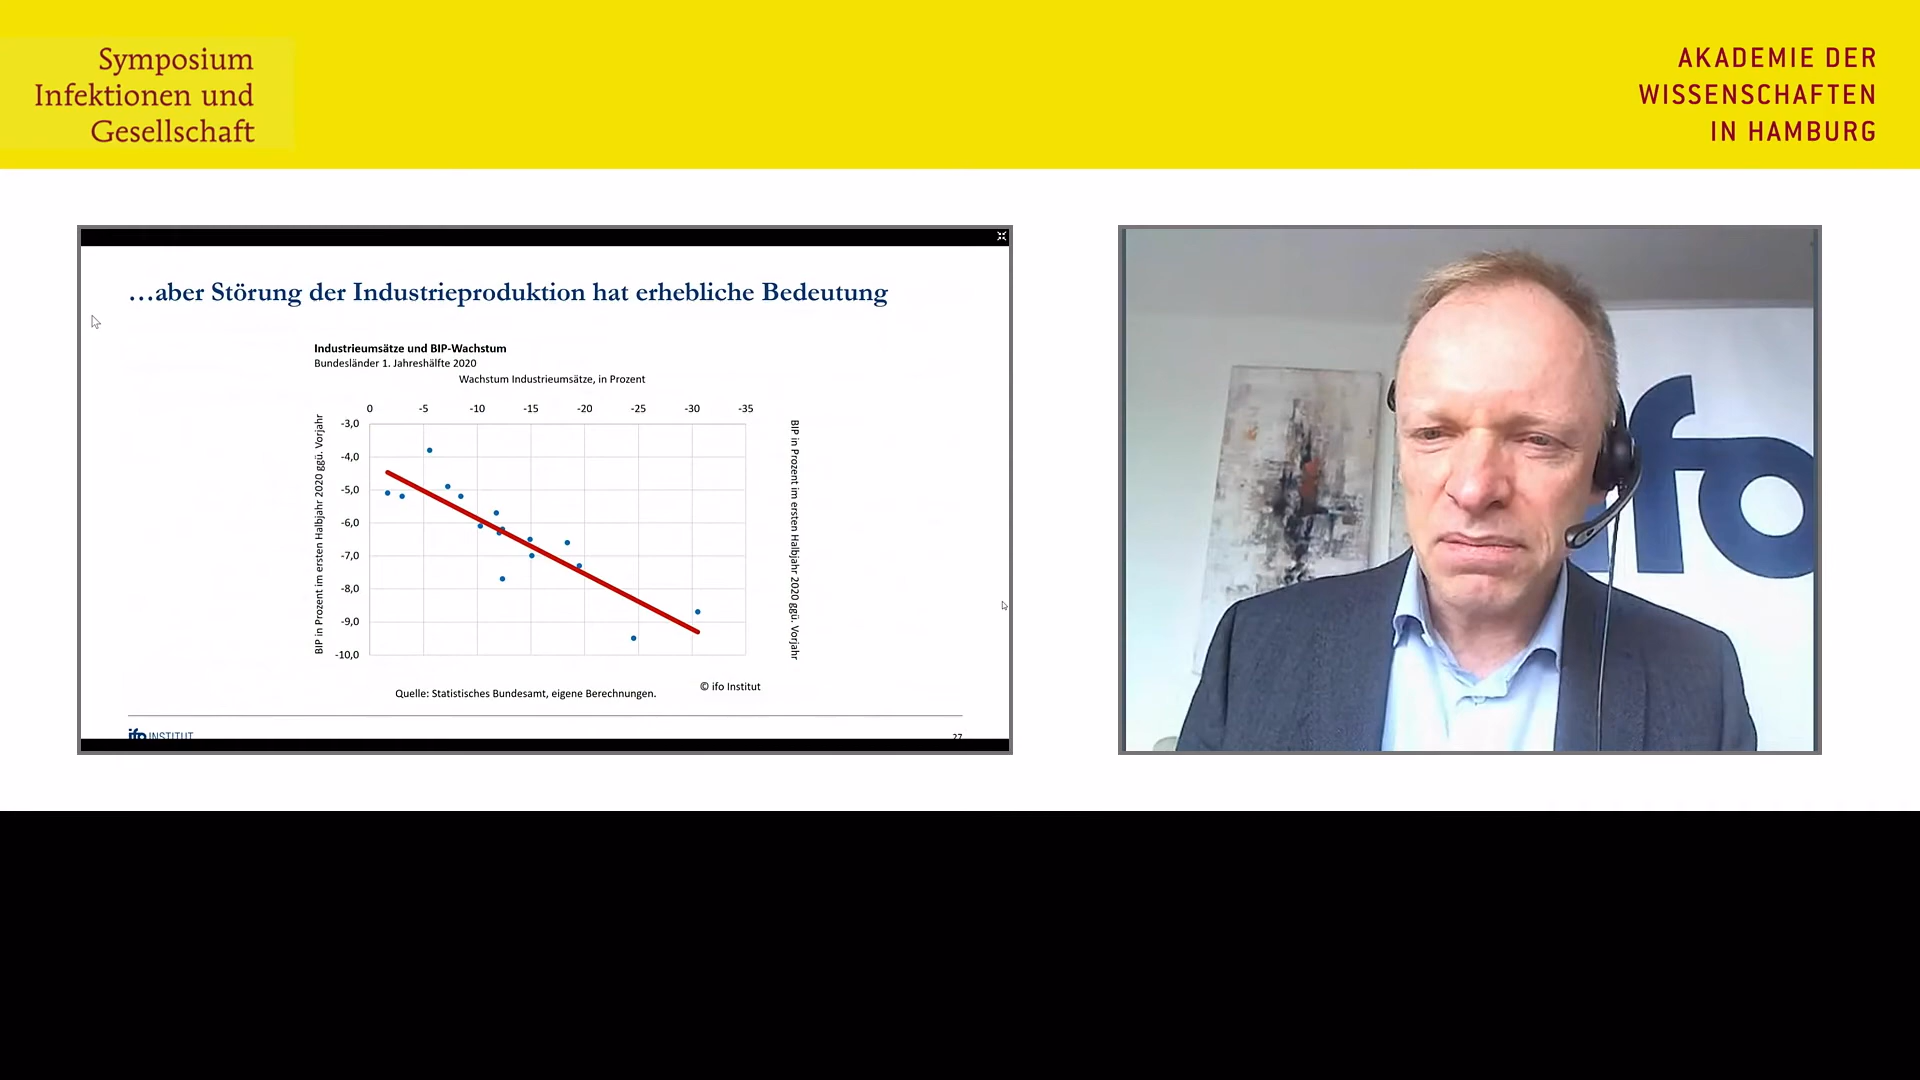 Symposium
Infektionen und
Gesellschaft
AKADEMIE DER
WISSENSCHAFTEN
IN HAMBURG
…aber Störung der Industrieproduktion hat erhebliche Bedeutung
Industrieumsätze und BIP-Wachstum
Bundesländer 1. Jahreshälfte 2020
Wachstum Industrieumsätze, in Prozent
0 -5 -10 -15 -20 -25 -30 -35
BIP in Prozent im ersten Halbjahr 2020 ggü. Vorjahr
-3,0
-4,0
-5,0
-6,0
-7,0
-8,0
-9,0
-10,0
BIP in Prozent im ersten Halbjahr 2020 ggü. Vorjahr
© ifo Institut
Quelle: Statistisches Bundesamt, eigene Berechnungen.
ifo INSTITUT
27
ifo